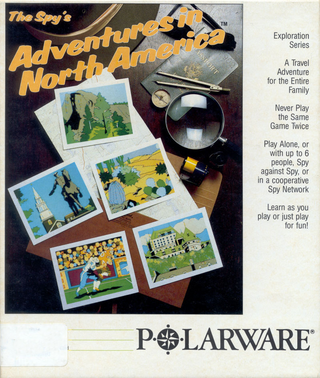 The Spy's
Adventures in
North America™
Exploration
Series
A Travel
Adventure
for the Entire
Family
Never Play
the Same
Game Twice
Play Alone, or
with up to 6
people, Spy
against Spy, or
in a cooperative
Spy Network
Learn as you
play or just play
for fun!
POLARWARE®